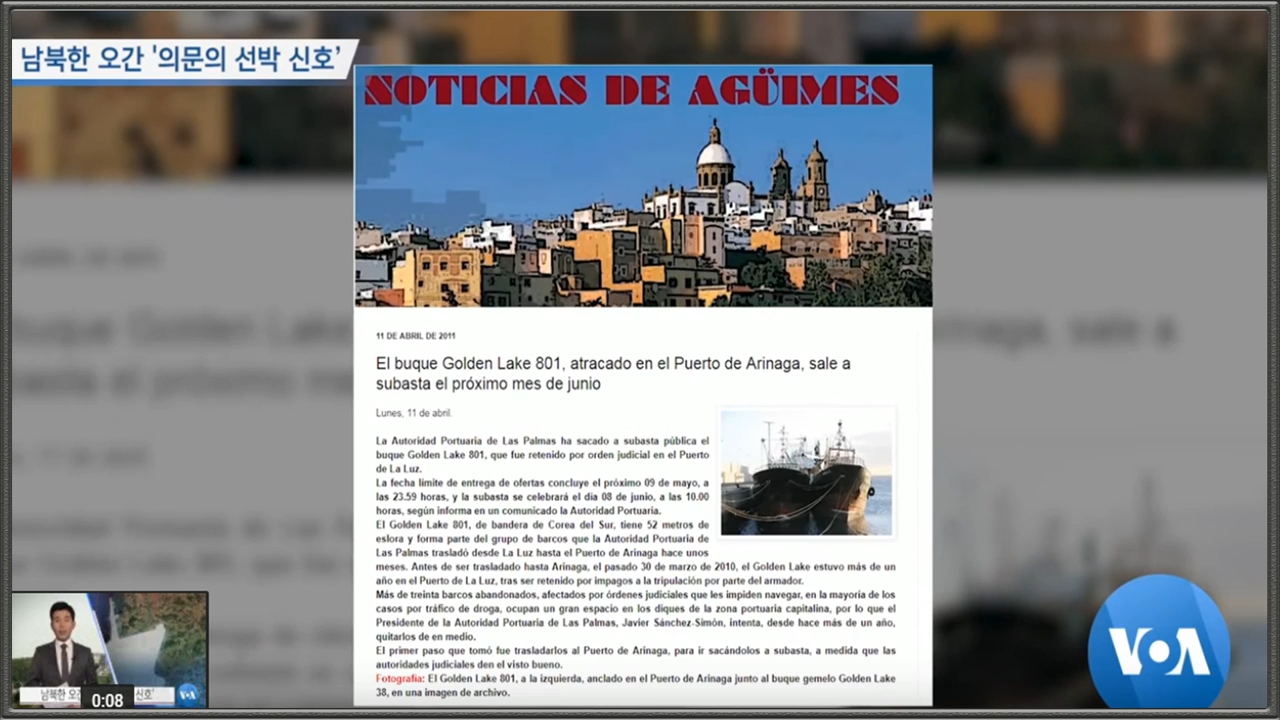 남북한 오간 '의문의 선박 신호’
NOTICIAS DE AGÜIMES
11 DE ABRIL DE 2011
El buque Golden Lake 801, atracado en el Puerto de Arinaga, sale a
subasta el próximo mes de junio
Lunes, 11 de abril.
La Autoridad Portuaria de Las Palmas ha sacado a subasta pública el
buque Golden Lake 801, que fue retenido por orden judicial en el Puerto
de La Luz.
La fecha límite de entrega de ofertas concluye el próximo 09 de mayo, a
las 23.59 horas, y la subasta se celebrará el día 08 de junio, a las 10.00
horas, según informa en un comunicado la Autoridad Portuaria.
El Golden Lake 801, de bandera de Corea del Sur, tiene 52 metros de
eslora y forma parte del grupo de barcos que la Autoridad Portuaria de
Las Palmas trasladó desde La Luz hasta el Puerto de Arinaga hace unos
meses. Antes de ser trasladado hasta Arinaga, el pasado 30 de marzo de 2010, el Golden Lake estuvo más de un
año en el Puerto de La Luz, tras ser retenido por impagos a la tripulación por parte del armador.
Más de treinta barcos abandonados, afectados por órdenes judiciales que les impiden navegar, en la mayoría de los
casos por tráfico de droga, ocupan un gran espacio en los diques de la zona portuaria capitalina, por lo que el
Presidente de la Autoridad Portuaria de Las Palmas, Javier Sánchez-Simón, intenta, desde hace más de un año,
quitarlos de en medio.
El primer paso que tomó fue trasladarlos al Puerto de Arinaga, para ir sacándolos a subasta, a medida que las
autoridades judiciales den el visto bueno.
Fotografía: El Golden Lake 801, a la izquierda, anclado en el Puerto de Arinaga junto al buque gemelo Golden Lake
38, en una imagen de archivo.
남북한 오간 신호'
0:08
VOA